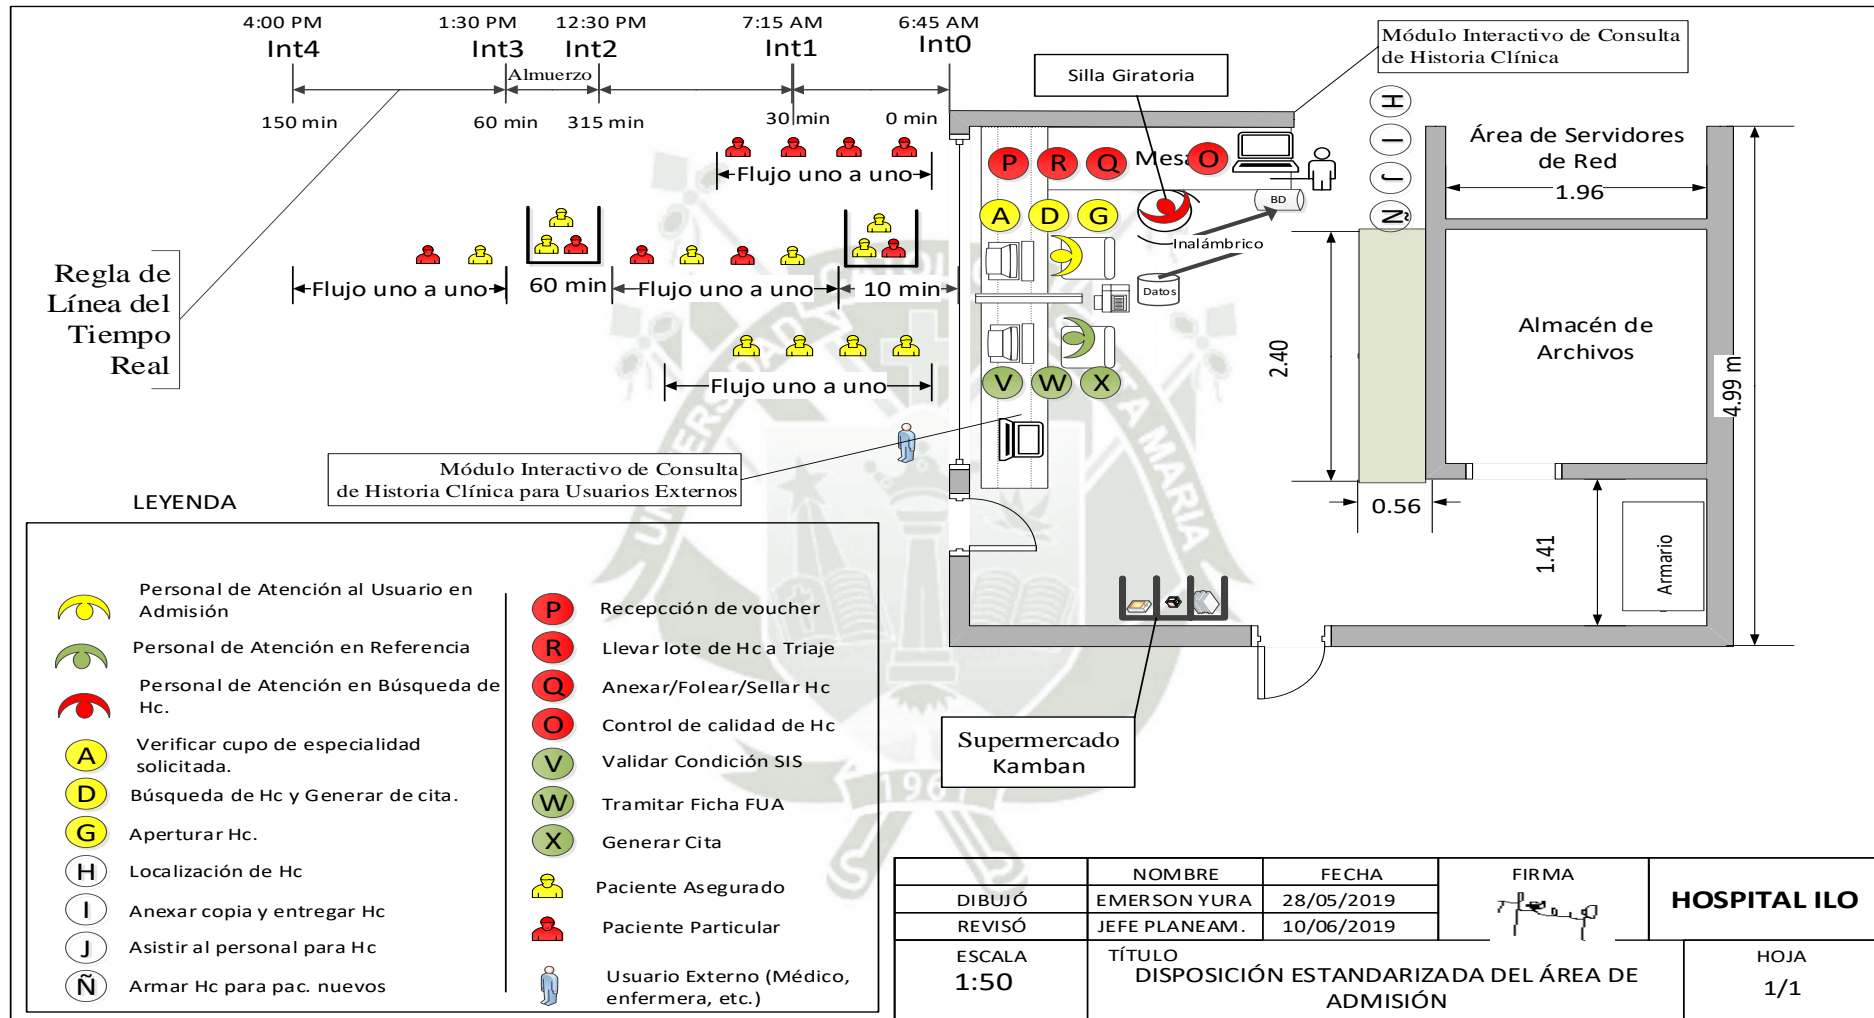 4:00 PM
1:30 PM
12:30 PM
7:15 AM
6:45 AM
Int4
Int3
Int2
Int1
Int0
Almuerzo
150 min
60 min
315 min
30 min
0 min
Flujo uno a uno
Flujo uno a uno
60 min
Flujo uno a uno
10 min
Flujo uno a uno
Regla de
Línea del
Tiempo
Real
Módulo Interactivo de Consulta
de Historia Clínica
Silla Giratoria
H
I
J
Ñ
P
R
Q
Mesa
O
A
D
G
BD
Inalámbrico
Datos
V
W
X
Área de Servidores
de Red
1.96
Almacén de
Archivos
2.40
4.99 m
0.56
1.41
Armario
Módulo Interactivo de Consulta
de Historia Clínica para Usuarios Externos
Supermercado
Kamban
LEYENDA
Personal de Atención al Usuario en
Admisión
Personal de Atención en Referencia
Personal de Atención en Búsqueda de
Hc.
A Verificar cupo de especialidad
solicitada.
D Búsqueda de Hc y Generar de cita.
G Aperturar Hc.
H Localización de Hc
I Anexar copia y entregar Hc
J Asistir al personal para Hc
Ñ Armar Hc para pac. nuevos
P Recepcción de voucher
R Llevar lote de Hc a Triaje
Q Anexar/Folear/Sellar Hc
O Control de calidad de Hc
V Validar Condición SIS
W Tramitar Ficha FUA
X Generar Cita
Paciente Asegurado
Paciente Particular
Usuario Externo (Médico,
enfermera, etc.)
NOMBRE
FECHA
FIRMA
HOSPITAL ILO
DIBUJÓ
EMERSON YURA
28/05/2019
REVISÓ
JEFE PLANEAM.
10/06/2019
ESCALA
1:50
TÍTULO
DISPOSICIÓN ESTANDARIZADA DEL ÁREA DE
ADMISIÓN
HOJA
1/1
1961